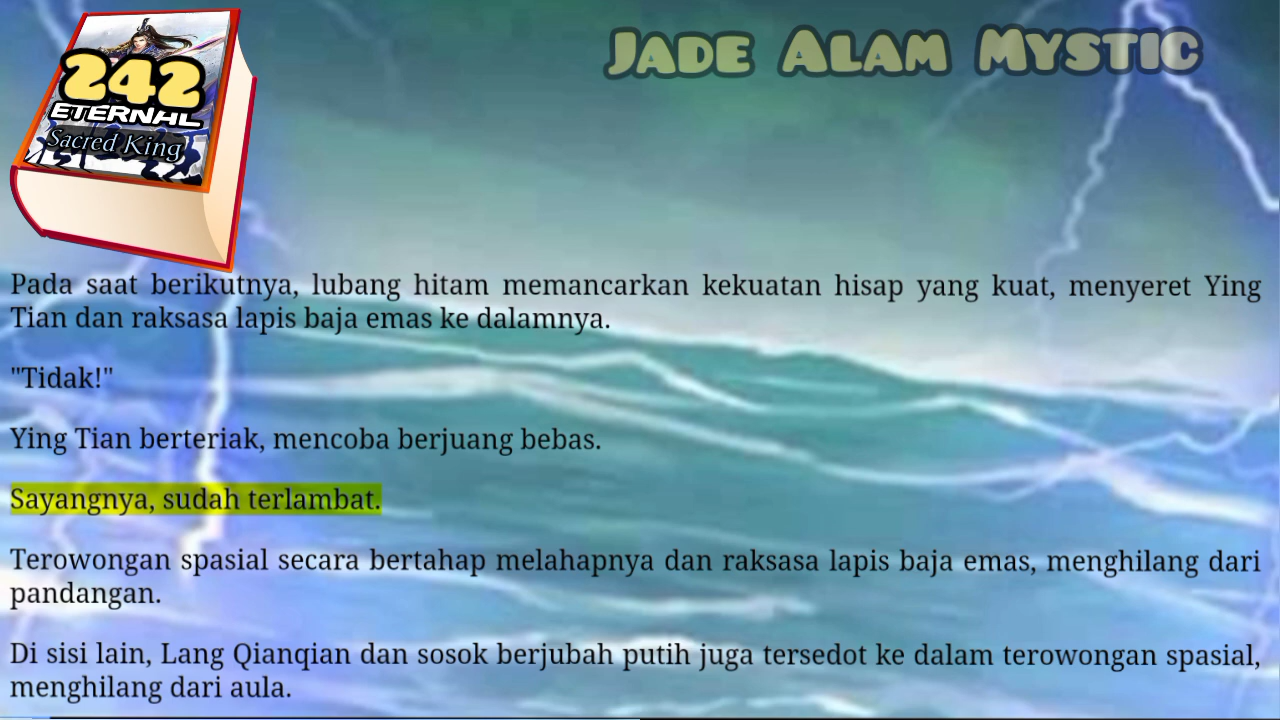 242
ETERNAL
Sacred King
Jade Alam Mystic
Pada saat berikutnya, lubang hitam memancarkan kekuatan hisap yang kuat, menyeret Ying
Tian dan raksasa lapis baja emas ke dalamnya.
"Tidak!"
Ying Tian berteriak, mencoba berjuang bebas.
Sayangnya, sudah terlambat.
Terowongan spasial secara bertahap melahapnya dan raksasa lapis baja emas, menghilang dari
pandangan.
Di sisi lain, Lang Qianqian dan sosok berjubah putih juga tersedot ke dalam terowongan spasial,
menghilang dari aula.